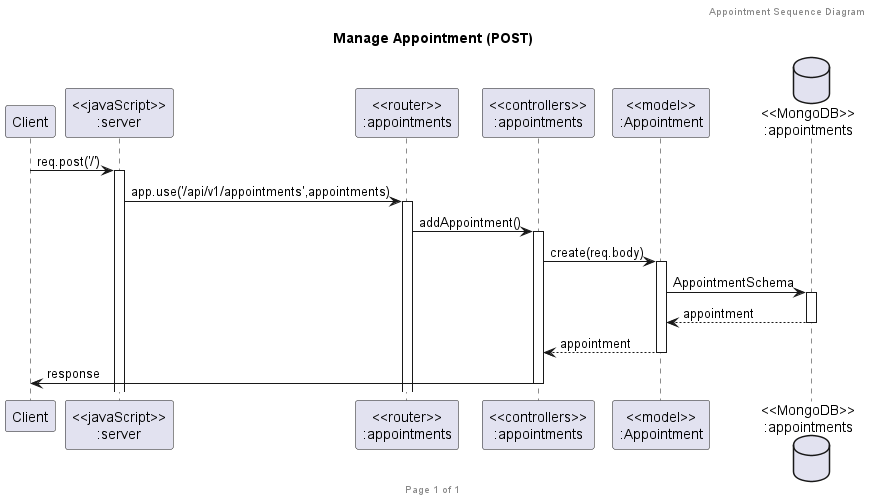 Appointment Sequence Diagram
Manage Appointment (POST)
Client
<<javaScript>>
:server
<<router>>
:appointments
<<controllers>>
:appointments
<<model>>
:Appointment
<<MongoDB>>
:appointments
req.post('/')
app.use('/api/v1/appointments',appointments)
addAppointment()
create(req.body)
AppointmentSchema
appointment
appointment
response
Client
<<javaScript>>
:server
<<router>>
:appointments
<<controllers>>
:appointments
<<model>>
:Appointment
<<MongoDB>>
:appointments
Page 1 of 1